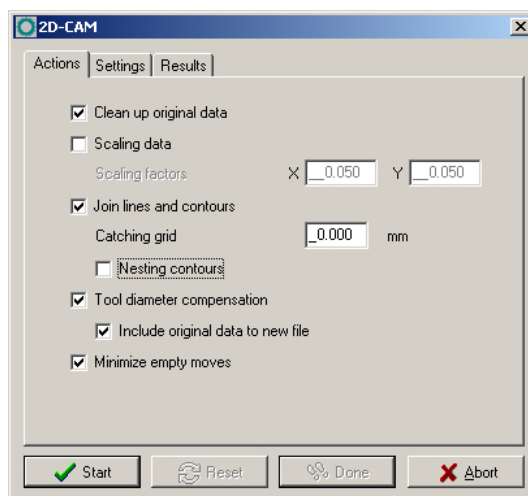 2D-CAM
Actions Settings Results
Clean up original data
Scaling data
Scaling factors X __0.050 Y __0.050
Join lines and contours
Catching grid _0.000 mm
Nesting contours
Tool diameter compensation
Include original data to new file
Minimize empty moves
Start Reset Done Abort